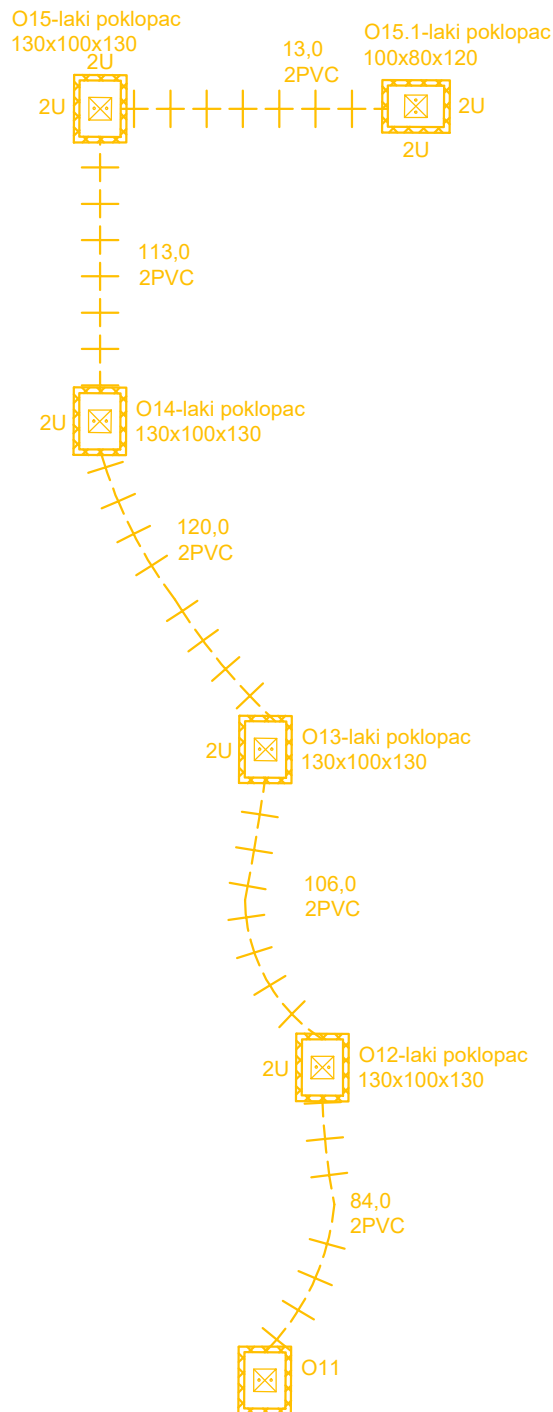 O15-laki poklopac
130x100x130
2U
2U
13,0
2PVC
O15.1-laki poklopac
100x80x120
2U
2U
113,0
2PVC
O14-laki poklopac
130x100x130
2U
120,0
2PVC
O13-laki poklopac
130x100x130
2U
106,0
2PVC
O12-laki poklopac
130x100x130
2U
84,0
2PVC
O11